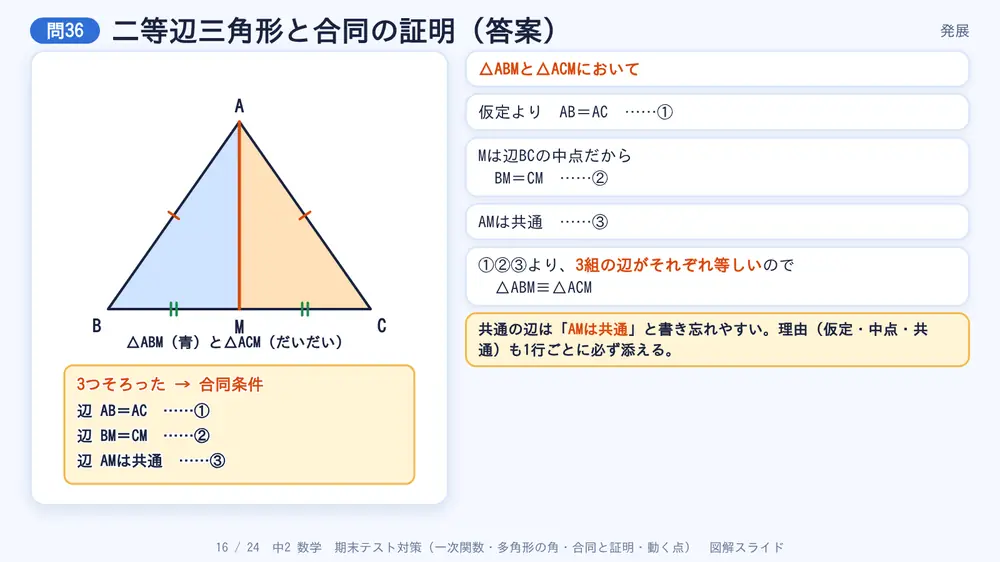 問36 二等辺三角形と合同の証明（答案）
発展
A
B
M
C
△ABM（青）と△ACM（だいだい）
3つそろった → 合同条件
辺 AB＝AC ……①
辺 BM＝CM ……②
辺 AMは共通 ……③
△ABMと△ACMにおいて
仮定より AB＝AC ……①
Mは辺BCの中点だから
BM＝CM ……②
AMは共通 ……③
①②③より、3組の辺がそれぞれ等しいので
△ABM≡△ACM
共通の辺は「AMは共通」と書き忘れやすい。理由（仮定・中点・共
通）も1行ごとに必ず添える。
16 / 24 中2 数学 期末テスト対策（一次関数・多角形の角・合同と証明・動く点） 図解スライド